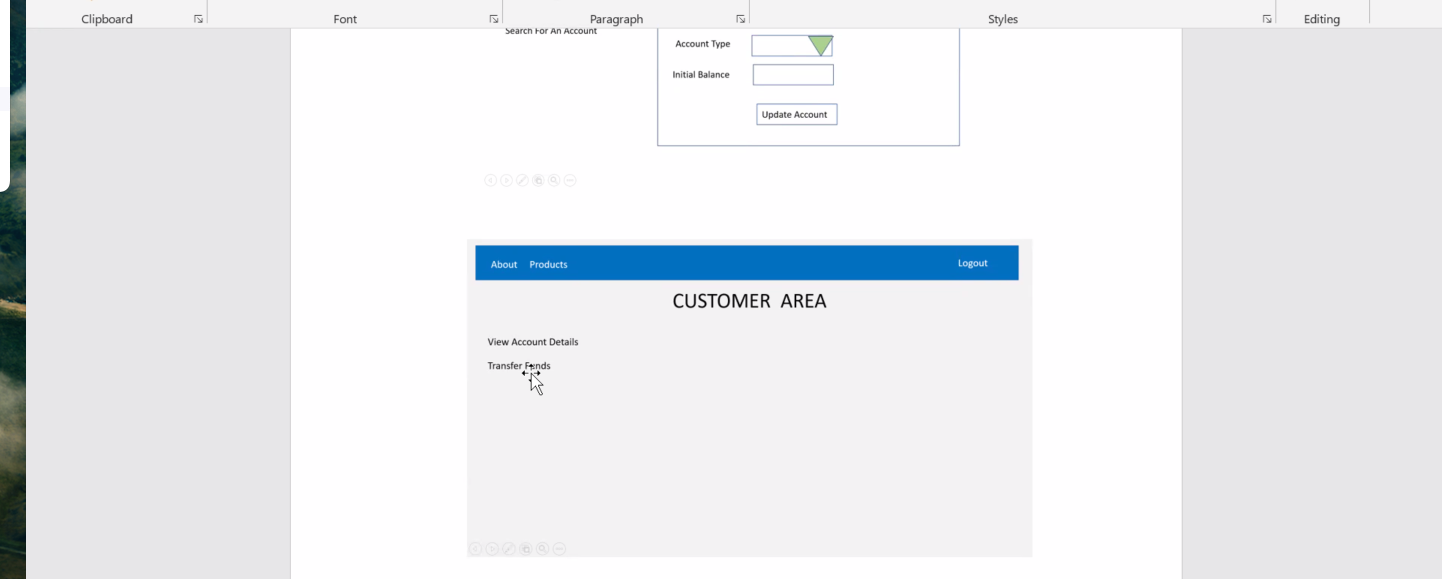 Clipboard Font Paragraph Styles Editing
Search For An Account
Account Type
Initial Balance
Update Account
About Products Logout
CUSTOMER AREA
View Account Details
Transfer Funds